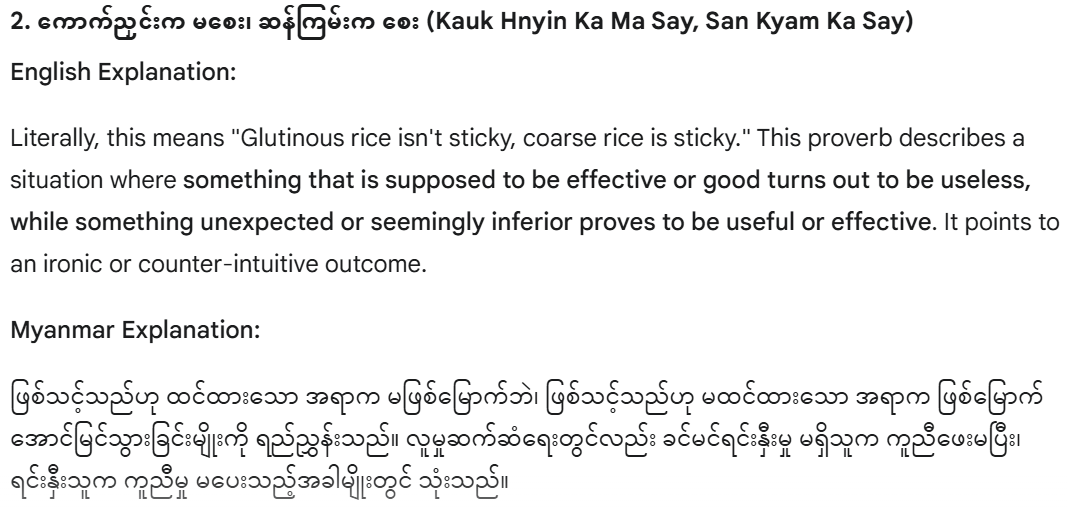 2. ကောက်ညှင်းက မစေး၊ ဆန်ကြမ်းက စေး (Kauk Hnyin Ka Ma Say, San Kyam Ka Say)
English Explanation:
Literally, this means "Glutinous rice isn't sticky, coarse rice is sticky." This proverb describes a
situation where something that is supposed to be effective or good turns out to be useless,
while something unexpected or seemingly inferior proves to be useful or effective. It points to
an ironic or counter-intuitive outcome.
Myanmar Explanation:
ဖြစ်သင့်သည်ဟု ထင်ထားသော အရာက မဖြစ်မြောက်ဘဲ၊ ဖြစ်သင့်သည်ဟု မထင်ထားသော အရာက ဖြစ်မြောက်
အောင်မြင်သွားခြင်းမျိုးကို ရည်ညွှန်းသည်။ လူမှုဆက်ဆံရေးတွင်လည်း ခင်မင်ရင်းနှီးမှု မရှိသူက ကူညီဖေးမပြီး၊
ရင်းနှီးသူက ကူညီမှု မပေးသည့်အခါမျိုးတွင် သုံးသည်။